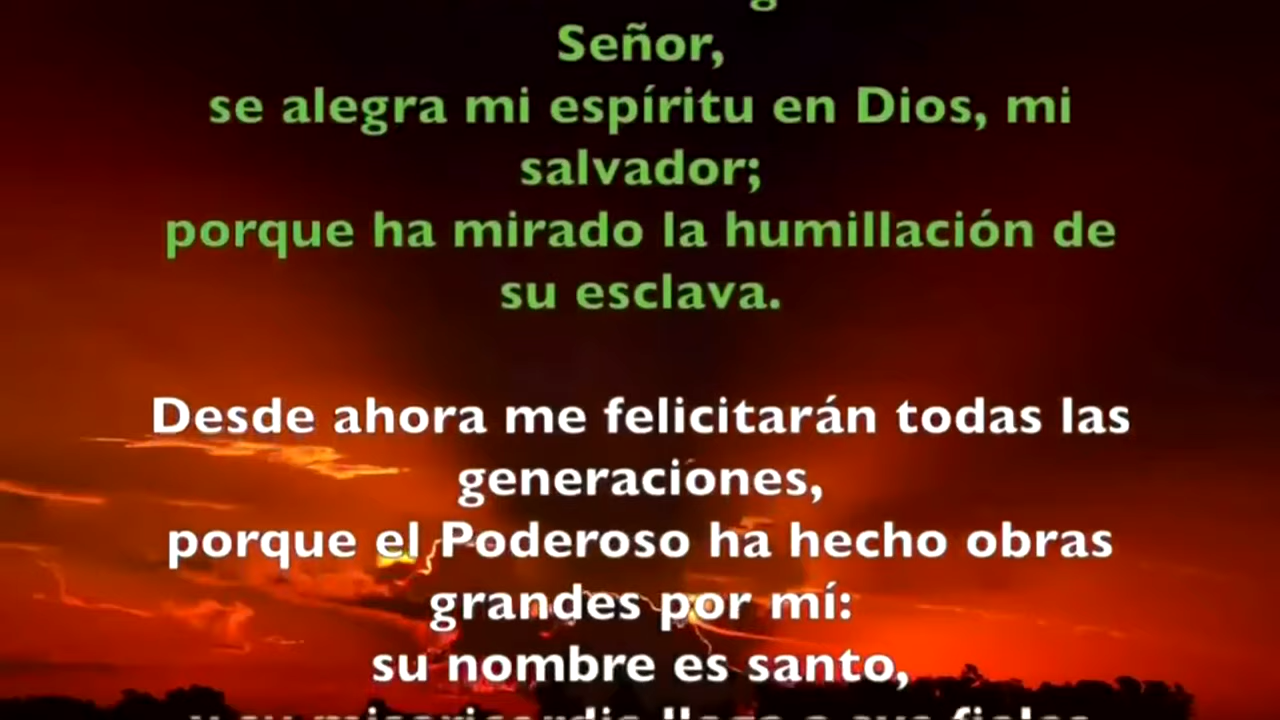 Señor,
se alegra mi espíritu en Dios, mi
salvador;
porque ha mirado la humillación de
su esclava.
Desde ahora me felicitarán todas las
generaciones,
porque el Poderoso ha hecho obras
grandes por mí:
su nombre es santo,